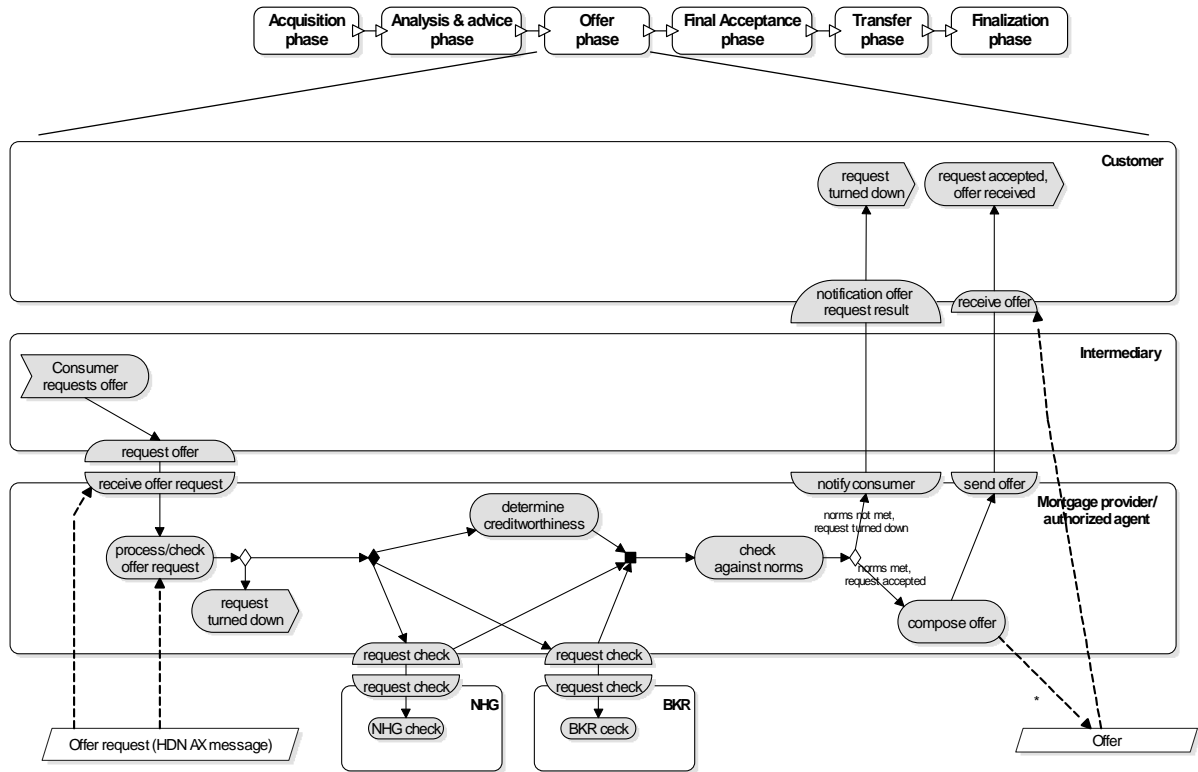 Acquisition
phase
Analysis & advice
phase
Offer
phase
Final Acceptance
phase
Transfer
phase
Finalization
phase
Customer
request
turned down
request accepted,
offer received
notification offer
request result
receive offer
Intermediary
Consumer
requests offer
request offer
receive offer request
notify consumer
send offer
Mortgage provider/
authorized agent
determine
creditworthiness
norms not met,
request turned down
process/check
offer request
check
against norms
norms met,
request accepted
request
turned down
compose offer
request check
request check
request check
request check
NHG
BKR
NHG check
BKR ceck
*
Offer request (HDN AX message)
Offer